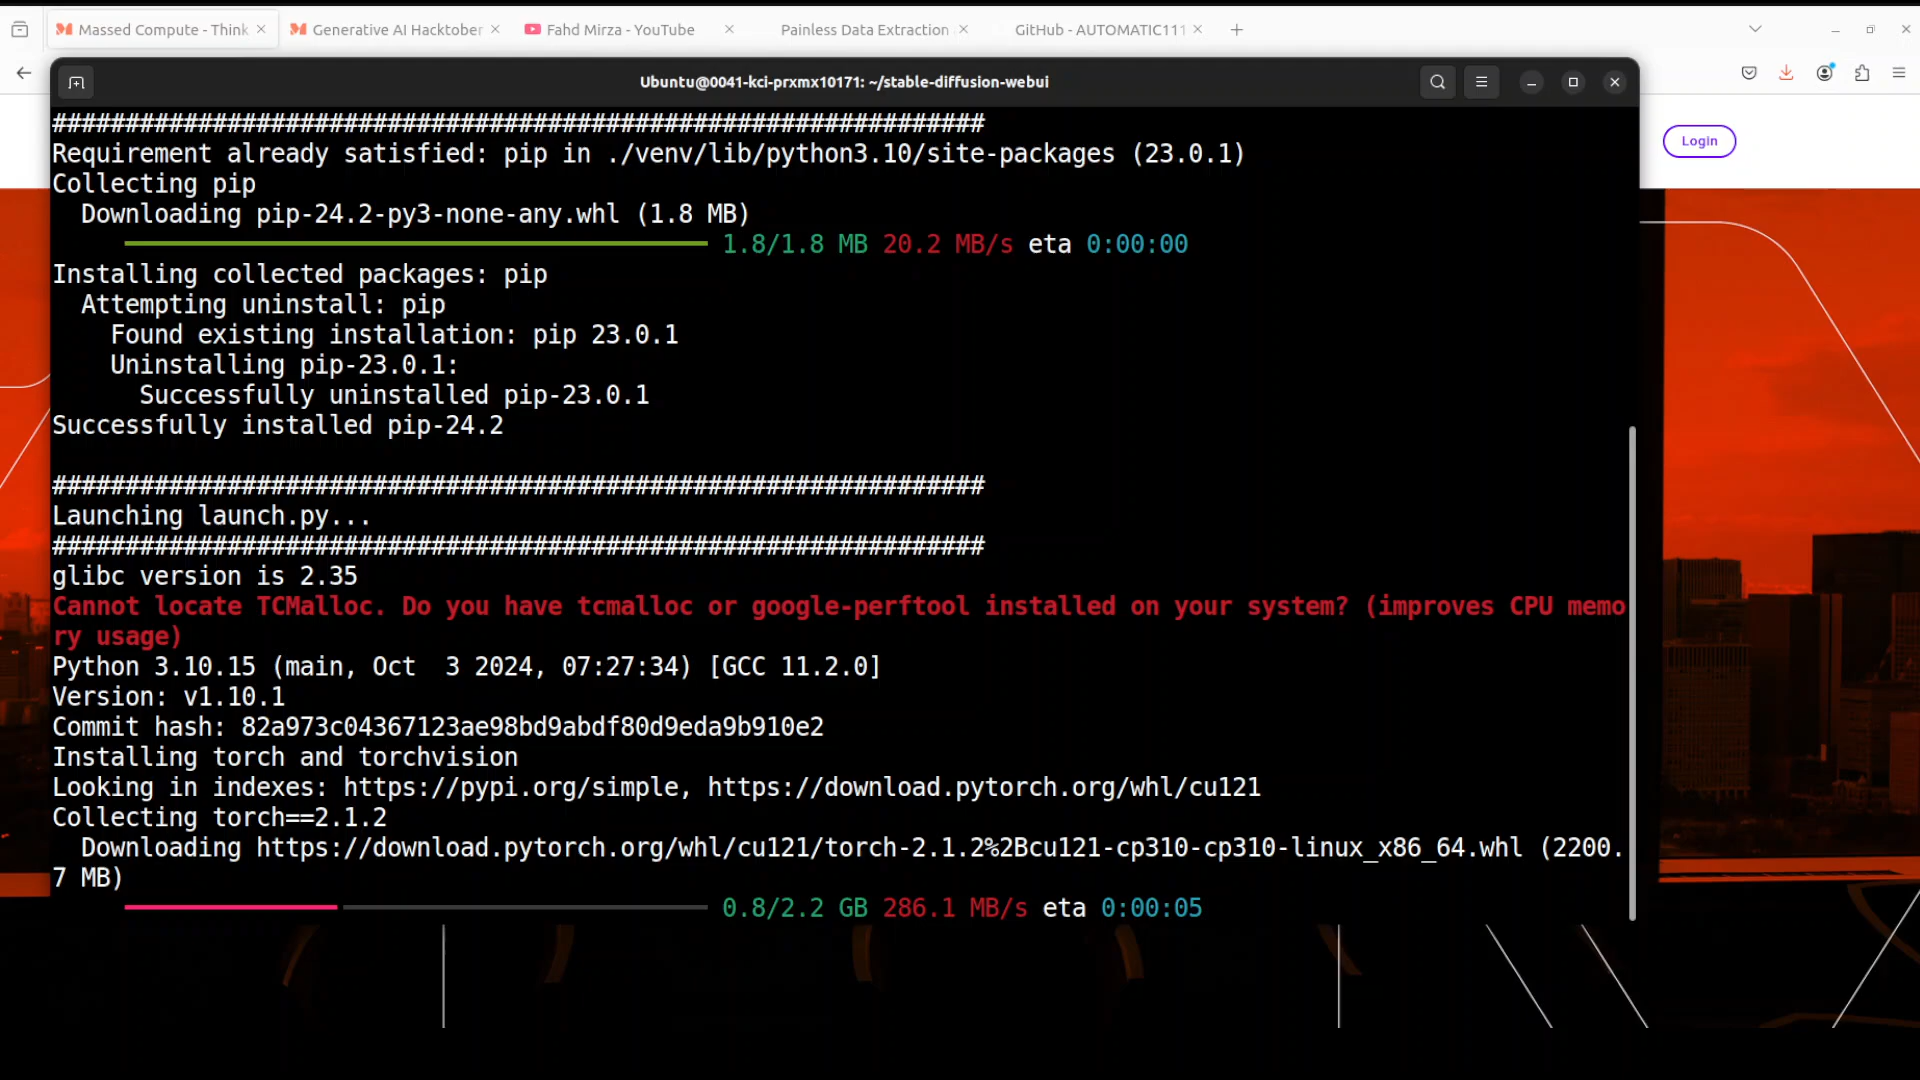 Massed Compute - Think
Generative AI Hacktober
Fahd Mirza - YouTube
Painless Data Extraction
GitHub - AUTOMATIC111
Ubuntu@0041-kci-prxmx10171: ~/stable-diffusion-webui
Login
################################################################
Requirement already satisfied: pip in ./venv/lib/python3.10/site-packages (23.0.1)
Collecting pip
Downloading pip-24.2-py3-none-any.whl (1.8 MB)
1.8/1.8 MB 20.2 MB/s eta 0:00:00
Installing collected packages: pip
Attempting uninstall: pip
Found existing installation: pip 23.0.1
Uninstalling pip-23.0.1:
Successfully uninstalled pip-23.0.1
Successfully installed pip-24.2
################################################################
Launching launch.py...
################################################################
glibc version is 2.35
Cannot locate TCMalloc. Do you have tcmalloc or google-perftool installed on your system? (improves CPU memo
ry usage)
Python 3.10.15 (main, Oct  3 2024, 07:27:34) [GCC 11.2.0]
Version: v1.10.1
Commit hash: 82a973c04367123ae98bd9abdf80d9eda9b910e2
Installing torch and torchvision
Looking in indexes: https://pypi.org/simple, https://download.pytorch.org/whl/cu121
Collecting torch==2.1.2
Downloading https://download.pytorch.org/whl/cu121/torch-2.1.2%2Bcu121-cp310-cp310-linux_x86_64.whl (2200.
7 MB)
0.8/2.2 GB 286.1 MB/s eta 0:00:05